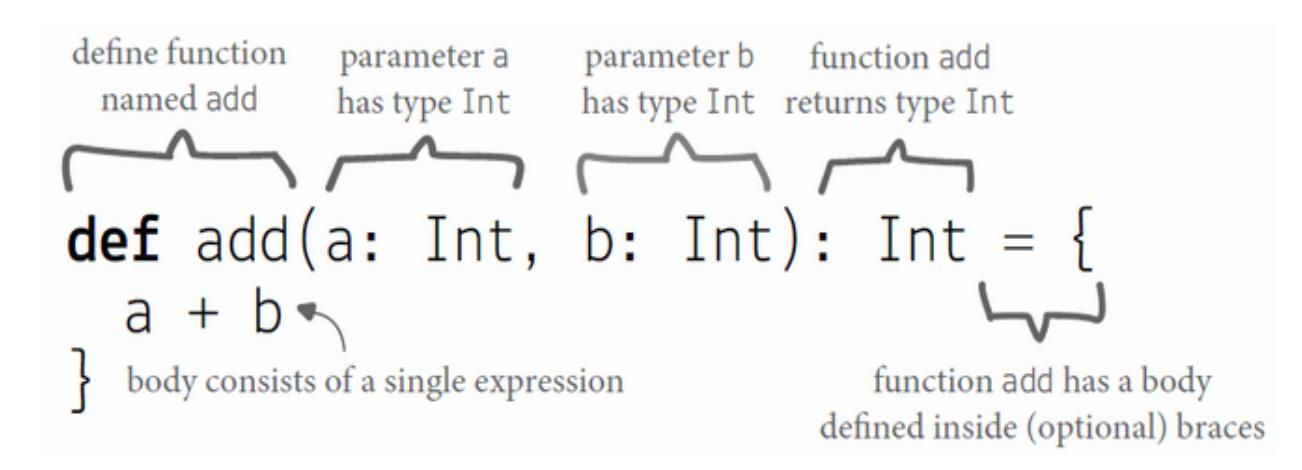 define function parameter a parameter b function add
named add has type Int has type Int returns type Int
def add(a: Int, b: Int): Int = {
a + b
} body consists of a single expression function add has a body
defined inside (optional) braces